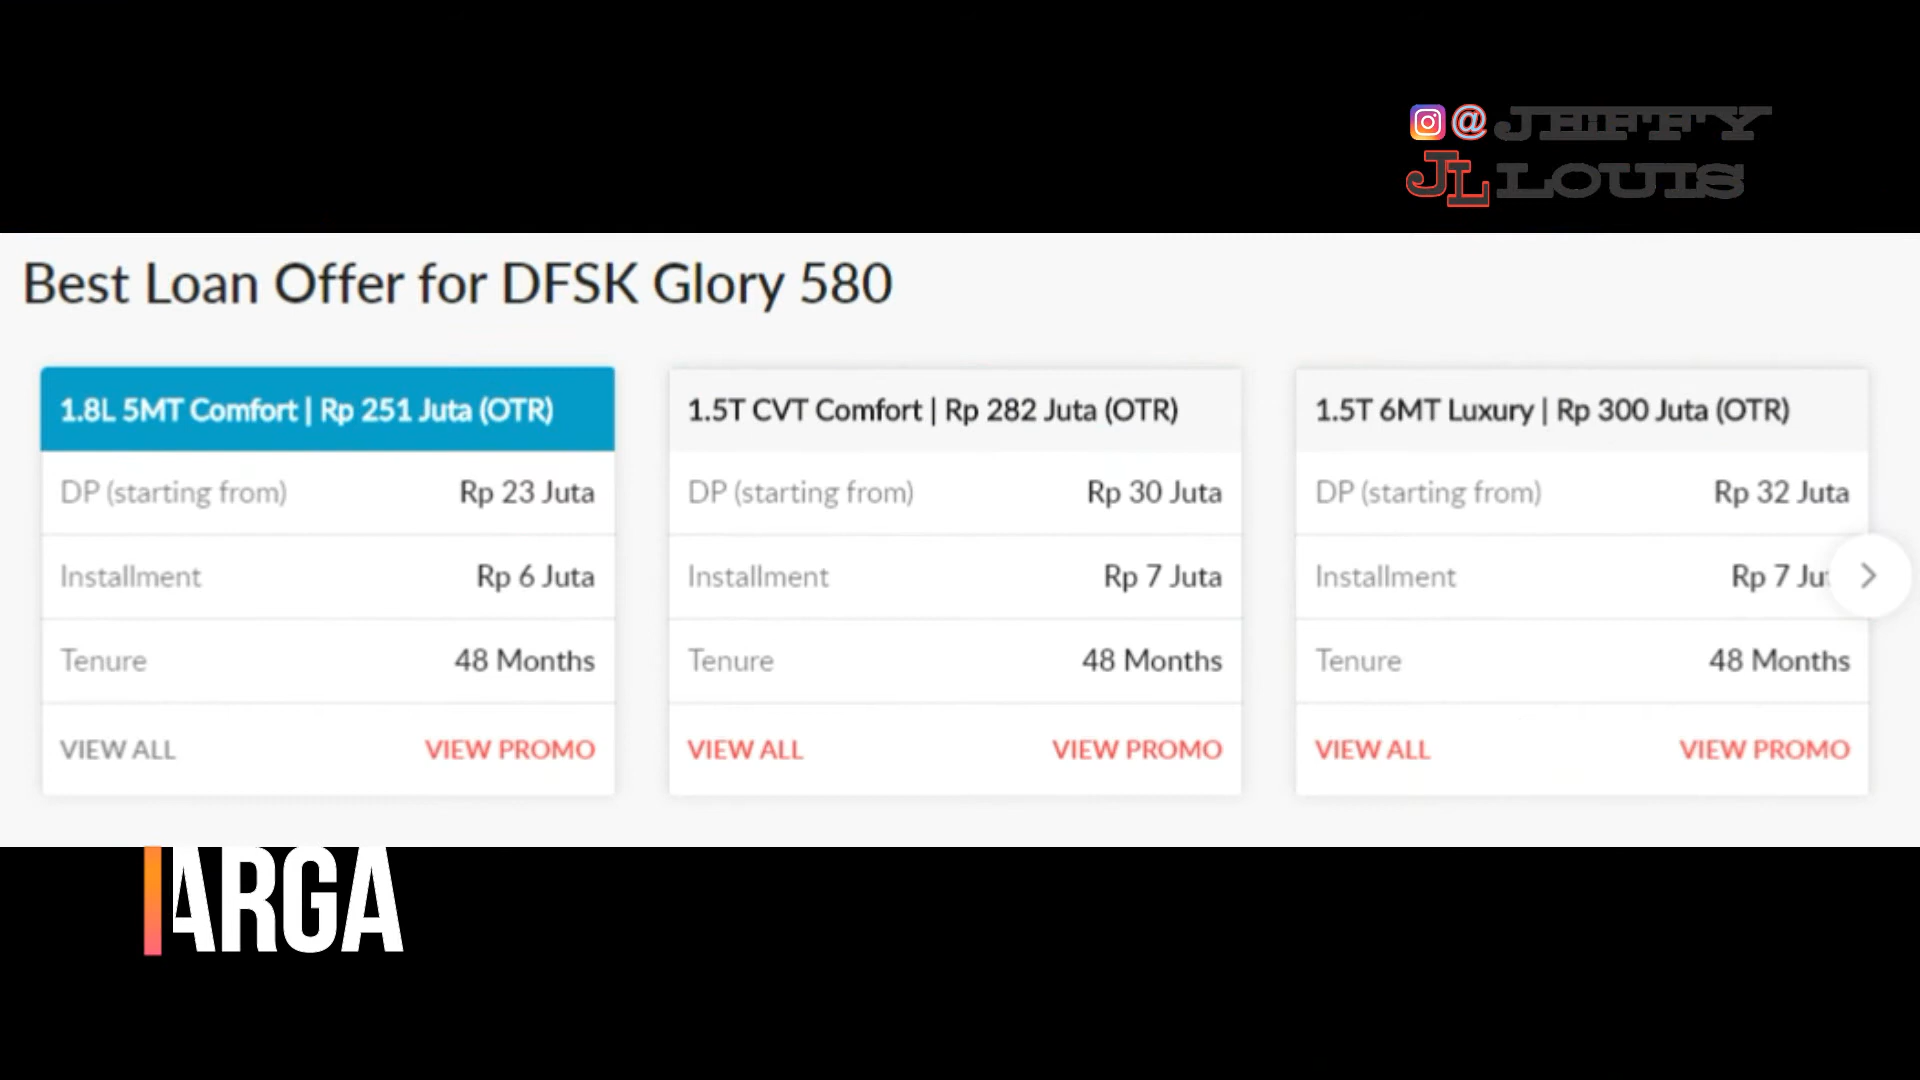 @JEFFY
JL LOUIS
Best Loan Offer for DFSK Glory 580
1.8L 5MT Comfort | Rp 251 Juta (OTR)
DP (starting from) Rp 23 Juta
Installment Rp 6 Juta
Tenure 48 Months
VIEW ALL VIEW PROMO
1.5T CVT Comfort | Rp 282 Juta (OTR)
DP (starting from) Rp 30 Juta
Installment Rp 7 Juta
Tenure 48 Months
VIEW ALL VIEW PROMO
1.5T 6MT Luxury | Rp 300 Juta (OTR)
DP (starting from) Rp 32 Juta
Installment Rp 7 Ju
Tenure 48 Months
VIEW ALL VIEW PROMO
ARGA